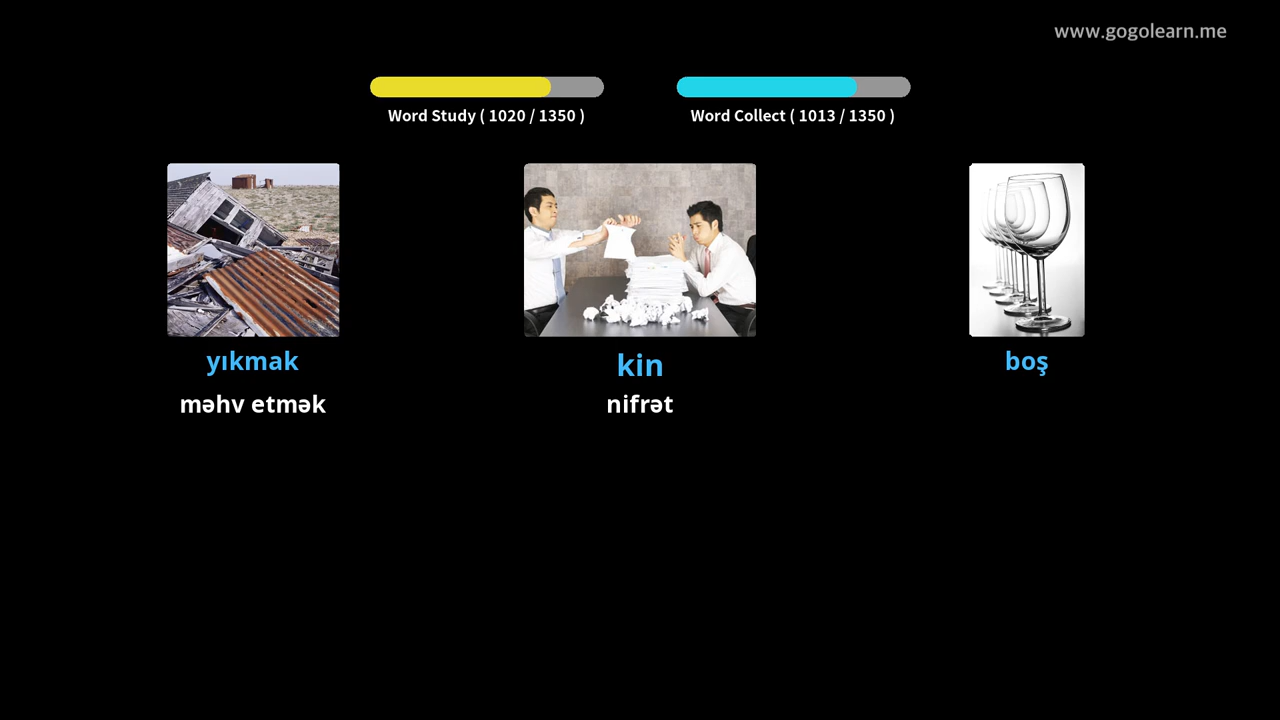 www.gogolearn.me
Word Study ( 1020 / 1350 )
Word Collect ( 1013 / 1350 )
yıkmak
kin
boş
məhv etmək
nifrət